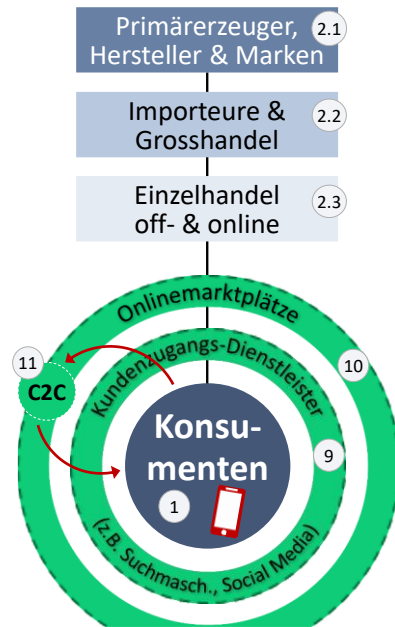 Primärerzeuger,
Hersteller & Marken
2.1
Importeure &
Grosshandel
2.2
Einzelhandel
off- & online
2.3
Onlinemarktplätze
10
11
C2C
Kundenzugangs-Dienstleister
9
Konsu-
menten
1
(z.B. Suchmasch., Social Media)